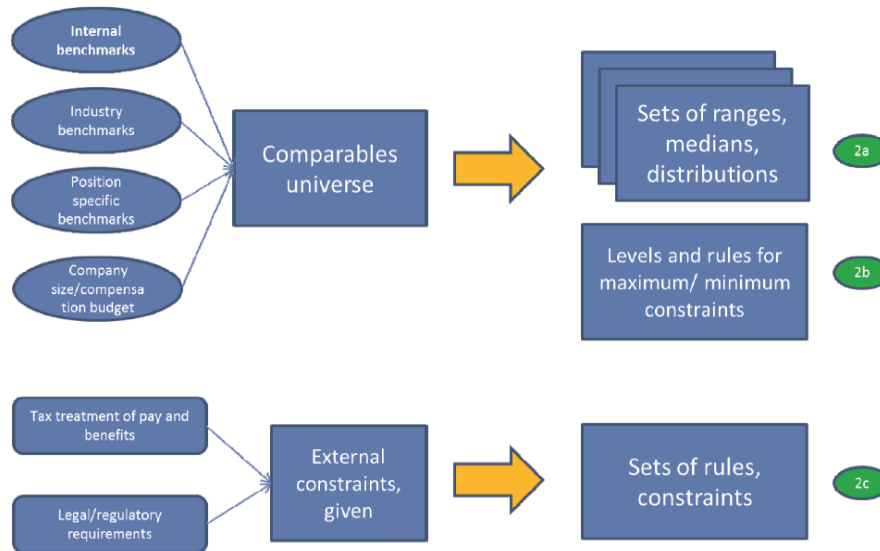 Internal
benchmarks
Industry
benchmarks
Position
specific
benchmarks
Company
size/compensa
tion budget
Comparables
universe
Sets of ranges,
medians,
distributions
2a
Levels and rules for
maximum/ minimum
constraints
2b
Tax treatment of pay and
benefits
Legal/regulatory
requirements
External
constraints,
given
Sets of rules,
constraints
2c